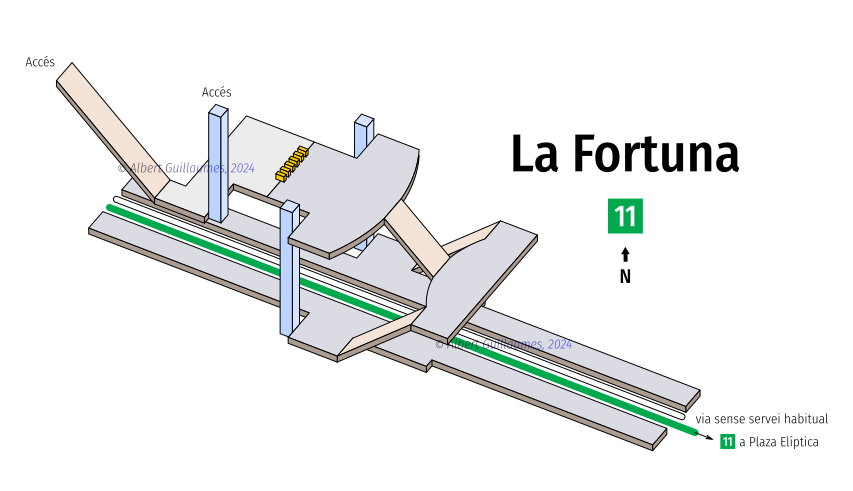 Accés
Accés
© Albert Guillaumes, 2024
La Fortuna
11
N
© Albert Guillaumes, 2024
via sense servei habitual
11 a Plaza Elíptica